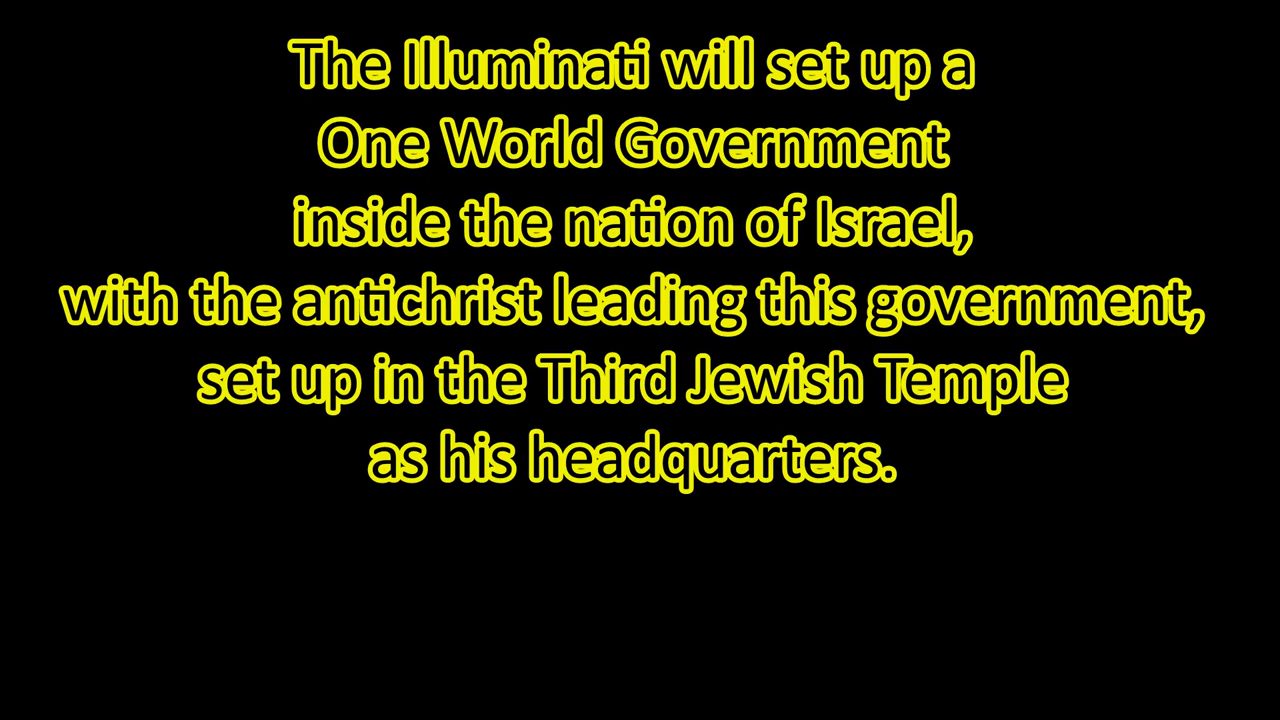 The Illuminati will set up a
One World Government
inside the nation of Israel,
with the antichrist leading this government,
set up in the Third Jewish Temple
as his headquarters.